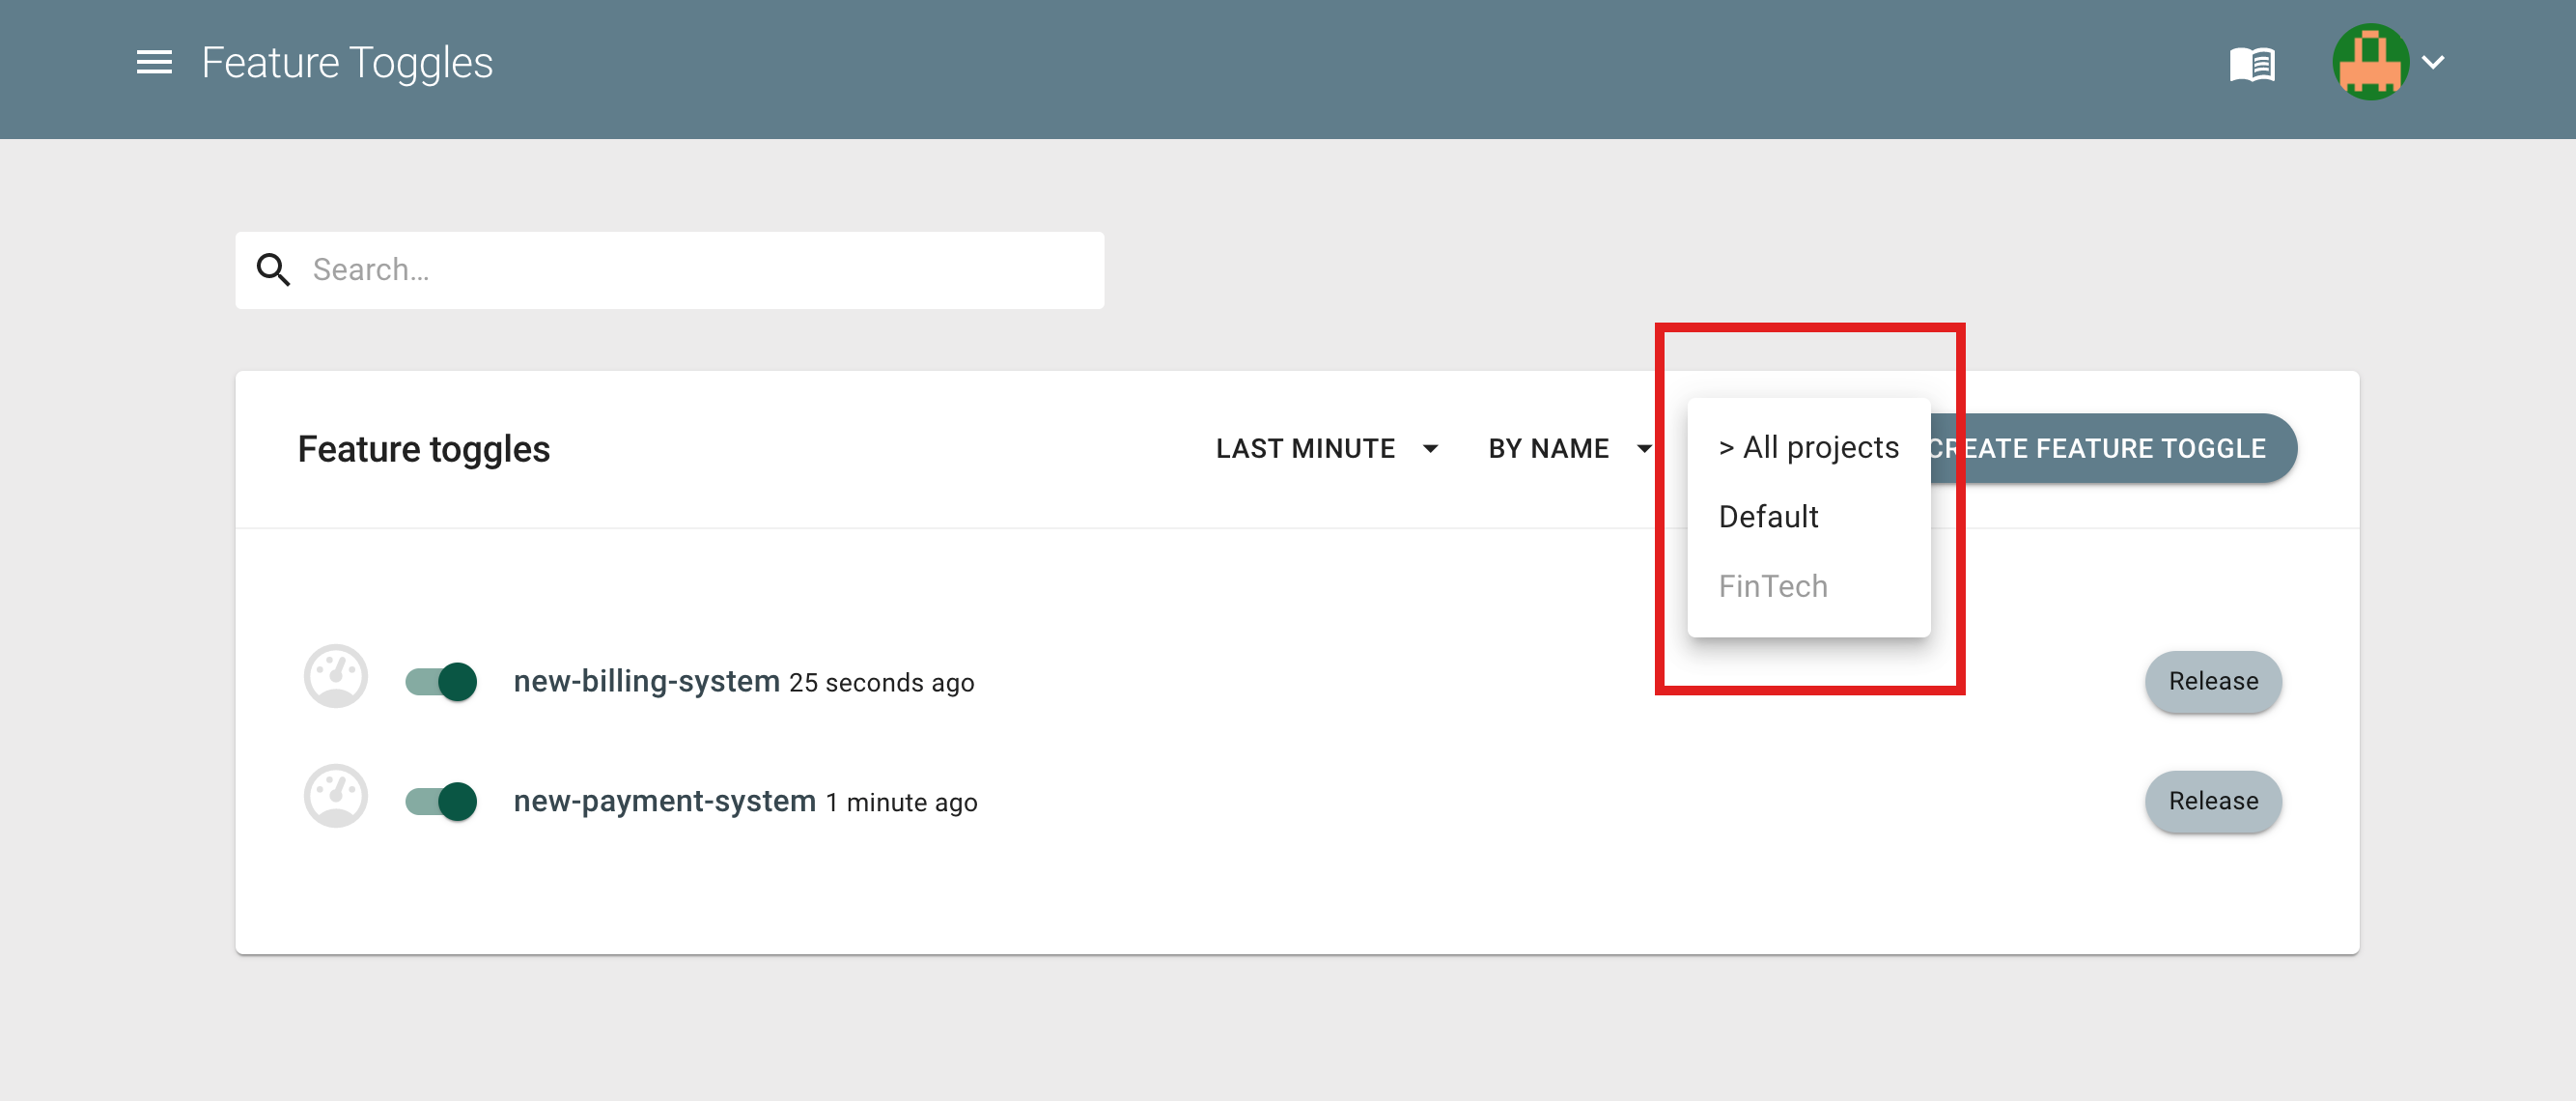 Feature Toggles
Search…
Feature toggles
LAST MINUTE
BY NAME
> All projects
Default
FinTech
CREATE FEATURE TOGGLE
new-billing-system 25 seconds ago
Release
new-payment-system 1 minute ago
Release